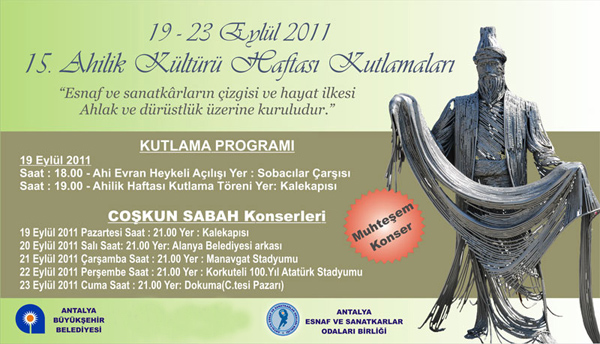 19 - 23 Eylül 2011
15. Ahilik Kültürü Haftası Kutlamaları
“Esnaf ve sanatkârların çizgisi ve hayat ilkesi
Ahlak ve dürüstlük üzerine kuruludur.”
KUTLAMA PROGRAMI
19 Eylül 2011
Saat : 18.00 - Ahi Evran Heykeli Açılışı Yer : Sobacılar Çarşısı
Saat : 19.00 - Ahilik Haftası Kutlama Töreni Yer: Kalekapısı
Muhteşem
Konser
COŞKUN SABAH Konserleri
19 Eylül 2011 Pazartesi Saat : 21.00 Yer : Kalekapısı
20 Eylül 2011 Salı Saat: 21.00 Yer: Alanya Belediyesi arkası
21 Eylül 2011 Çarşamba Saat : 21.00 Yer : Manavgat Stadyumu
22 Eylül 2011 Perşembe Saat : 21.00 Yer : Korkuteli 100.Yıl Atatürk Stadyumu
23 Eylül 2011 Cuma Saat : 21.00 Yer: Dokuma(C.tesi Pazarı)
ANTALYA
BÜYÜKŞEHİR
BELEDİYESİ
ANTALYA
ESNAF VE SANATKARLAR
ODALARI BİRLİĞİ